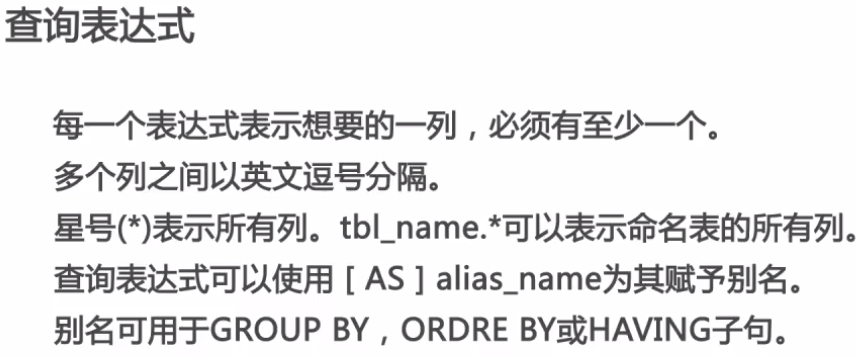 查询表达式
每一个表达式表示想要的一列，必须有至少一个。
多个列之间以英文逗号分隔。
星号(*)表示所有列。tbl_name.*可以表示命名表的所有列。
查询表达式可以使用 [ AS ] alias_name为其赋予别名。
别名可用于GROUP BY，ORDRE BY或HAVING子句。